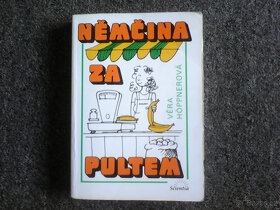 NĚMČINA
ZA
PULTEM
VĚRA
HÖPPNEROVÁ
Scientia